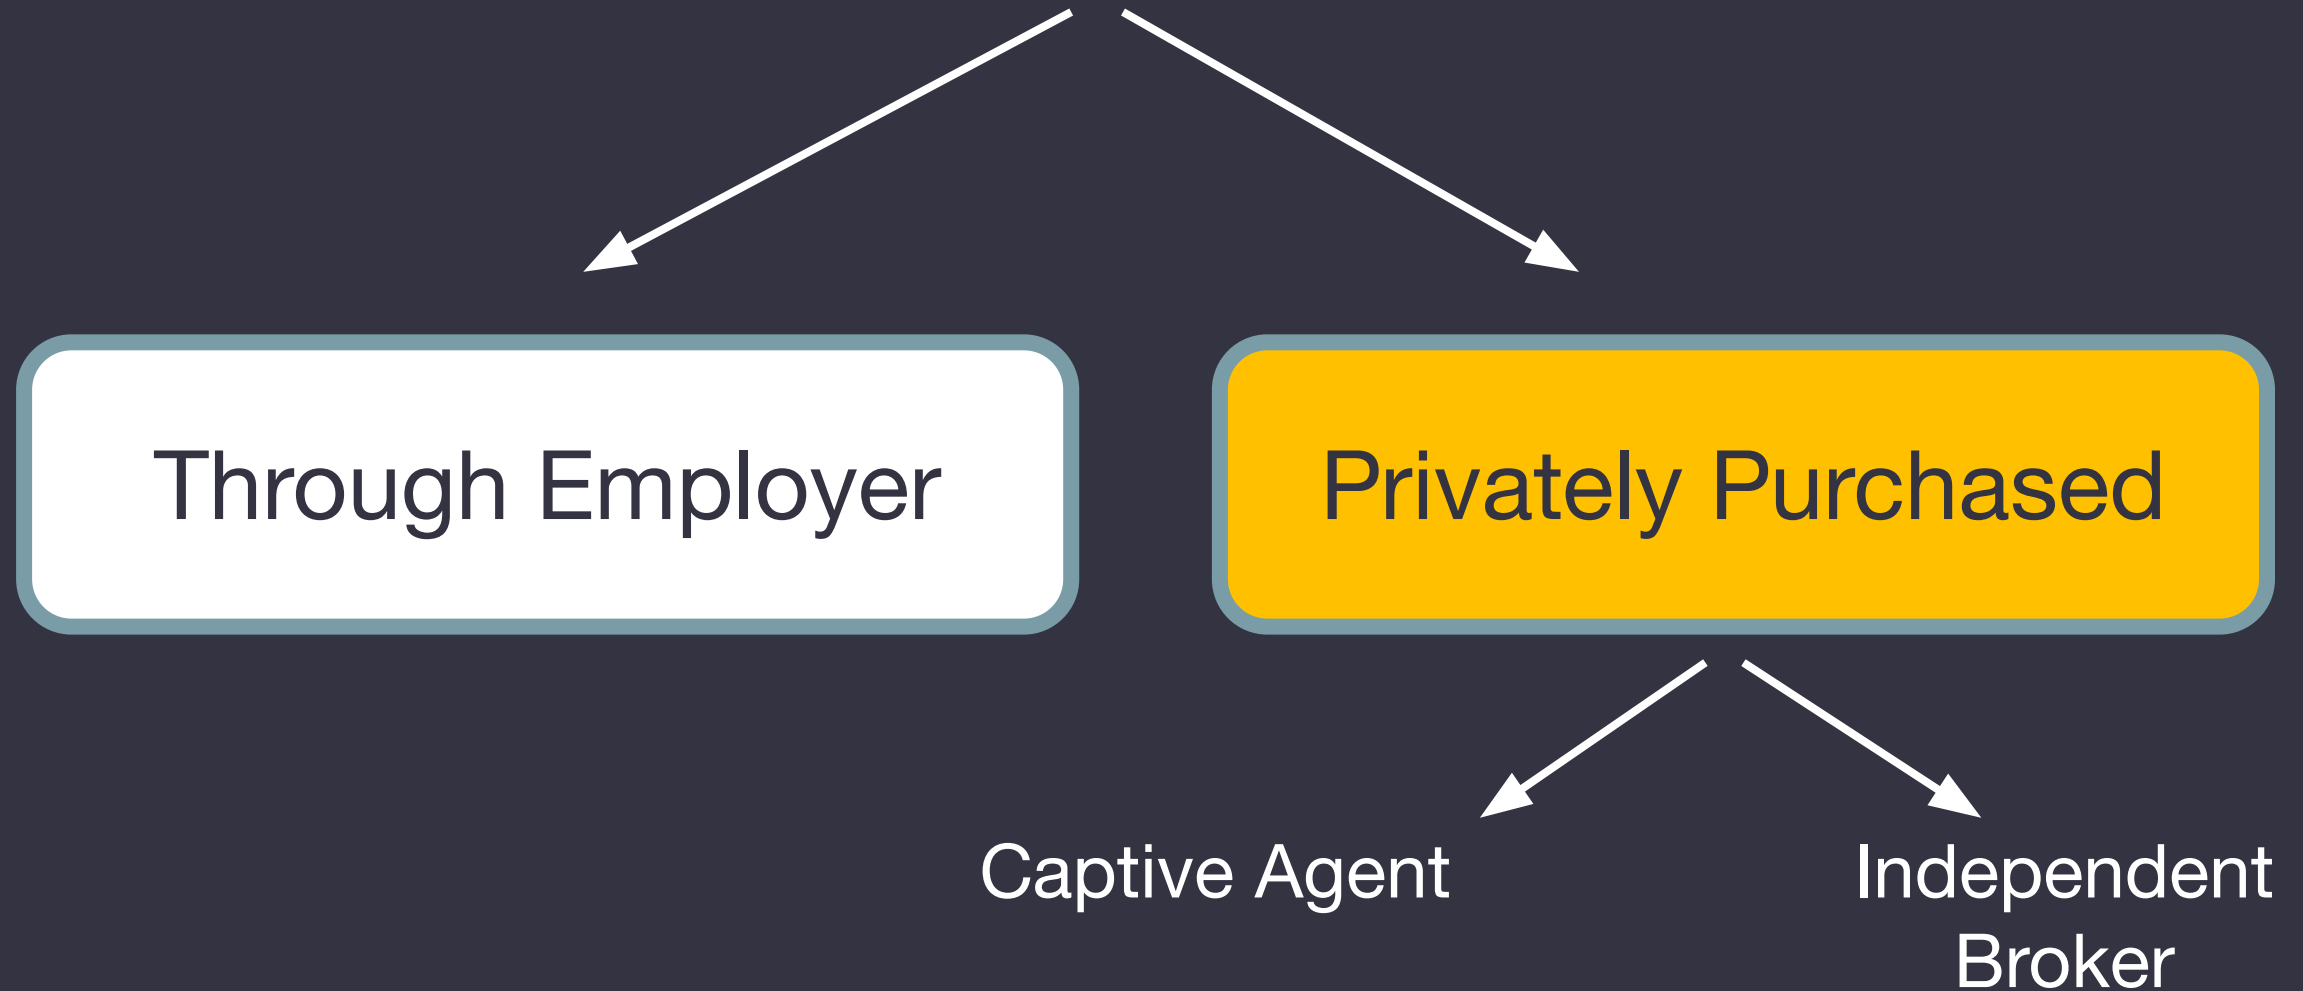 Through Employer
Privately Purchased
Captive Agent
Independent
Broker